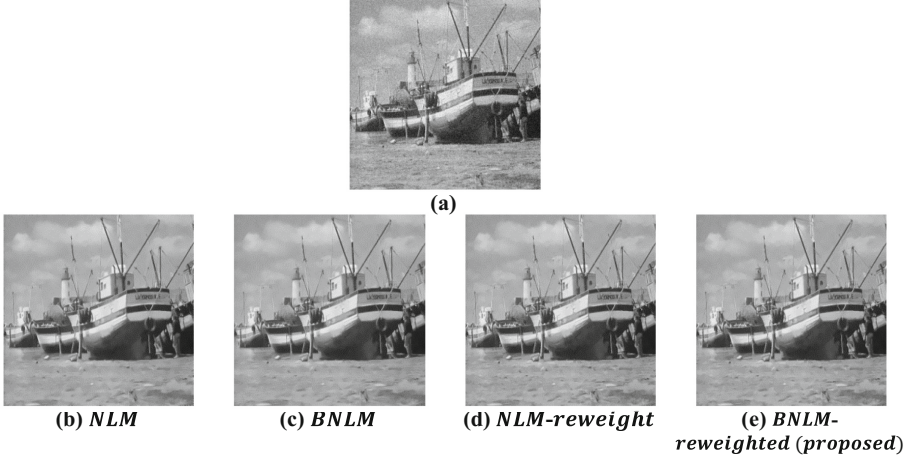 (a)
(b) NLM
(c) BNLM
(d) NLM-reweight
(e) BNLM-
reweighted (proposed)